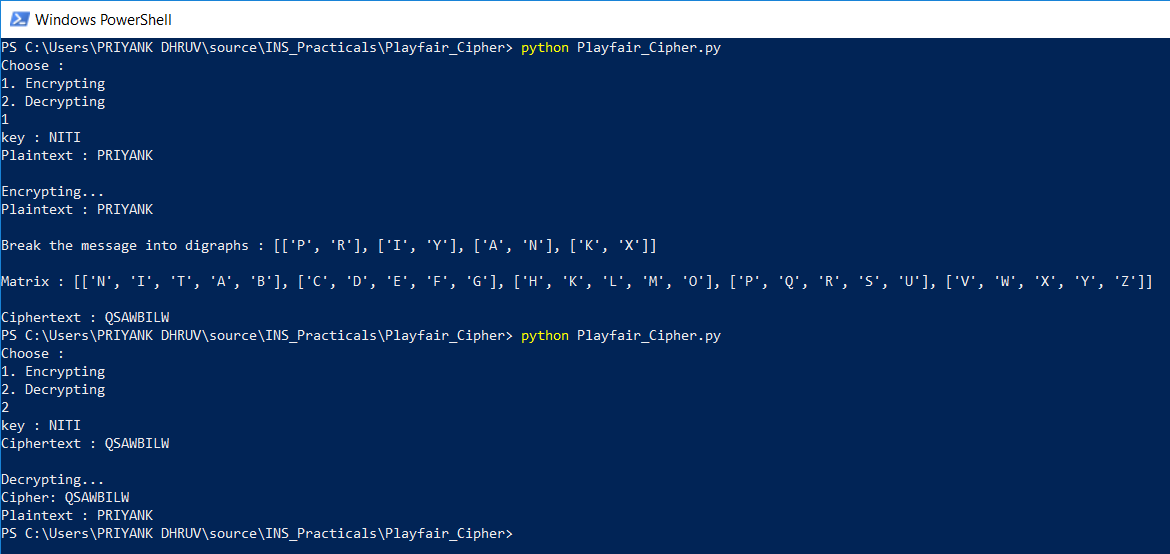 Windows PowerShell
PS C:\Users\PRIYANK DHRUV\source\INS_Practicals\Playfair_Cipher> python Playfair_Cipher.py
Choose :
1. Encrypting
2. Decrypting
1
key : NITI
Plaintext : PRIYANK
Encrypting...
Plaintext : PRIYANK
Break the message into digraphs : [['P', 'R'], ['I', 'Y'], ['A', 'N'], ['K', 'X']]
Matrix : [['N', 'I', 'T', 'A', 'B'], ['C', 'D', 'E', 'F', 'G'], ['H', 'K', 'L', 'M', 'O'], ['P', 'Q', 'R', 'S', 'U'], ['V', 'W', 'X', 'Y', 'Z']]
Ciphertext : QSAWBILW
PS C:\Users\PRIYANK DHRUV\source\INS_Practicals\Playfair_Cipher> python Playfair_Cipher.py
Choose :
1. Encrypting
2. Decrypting
2
key : NITI
Ciphertext : QSAWBILW
Decrypting...
Cipher: QSAWBILW
Plaintext : PRIYANK
PS C:\Users\PRIYANK DHRUV\source\INS_Practicals\Playfair_Cipher>